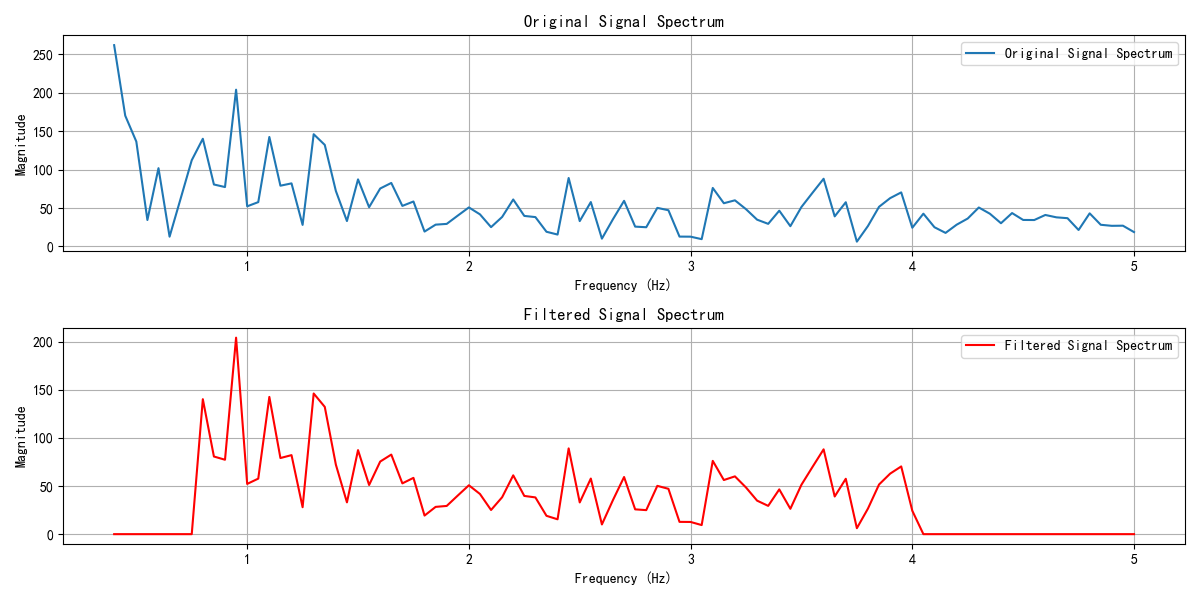 Original Signal Spectrum
250
200
150
100
50
0
Magnitude
Original Signal Spectrum
1 2 3 4 5
Frequency (Hz)
Filtered Signal Spectrum
200
150
100
50
0
Magnitude
Filtered Signal Spectrum
1 2 3 4 5
Frequency (Hz)